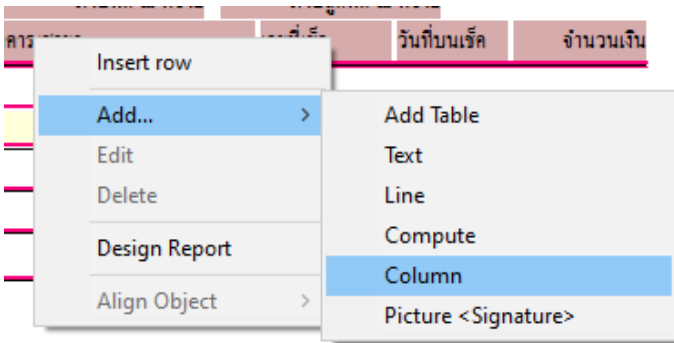 วันที่บนเช็ค
จำนวนเงิน
Insert row
Add...
Edit
Delete
Design Report
Align Object
Add Table
Text
Line
Compute
Column
Picture <Signature>